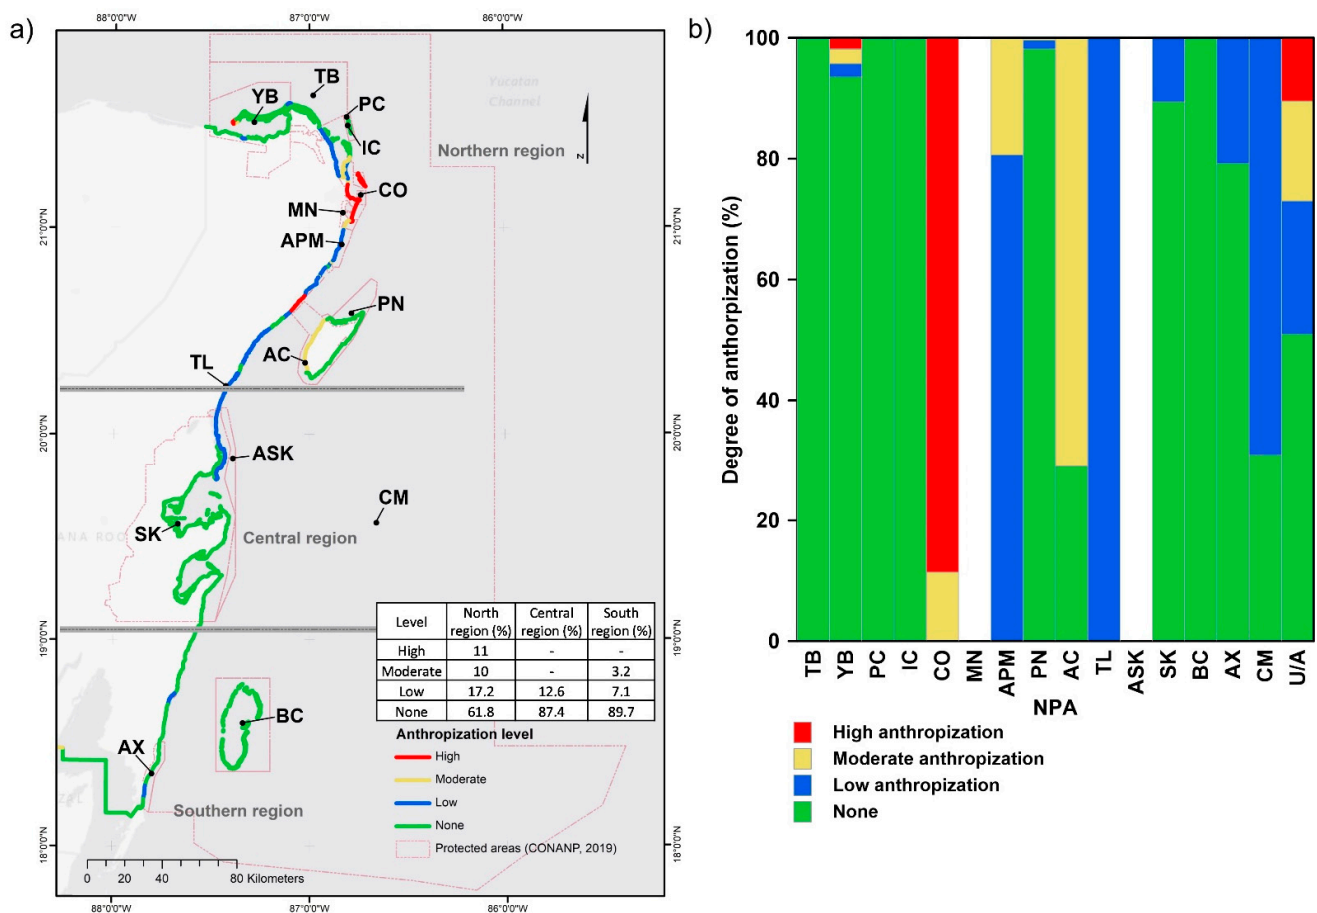 a)
88°0'0"W
87°0'0"W
86°0'0"W
TB
YB
PC
IC
Yucatan
Channel
N
Northern region
CO
MN
APM
21°0'0"N
21°0'0"N
PN
AC
TL
20°0'0"N
20°0'0"N
ASK
CM
SK
ANA ROO
Central region
Level
North region (%)
Central region (%)
South region (%)
High 11 - -
Moderate 10 - 3.2
Low 17.2 12.6 7.1
None 61.8 87.4 89.7
19°0'0"N
19°0'0"N
BC
AX
Anthropization level
High
Moderate
Low
None
Protected areas (CONANP, 2019)
Southern region
18°0'0"N
18°0'0"N
0 20 40 80 Kilometers
88°0'0"W
87°0'0"W
86°0'0"W
b)
Degree of anthorpization (%)
100
80
60
40
20
0
TB YB PC IC CO MN APM PN AC TL ASK SK BC AX CM U/A
NPA
High anthropization
Moderate anthropization
Low anthropization
None